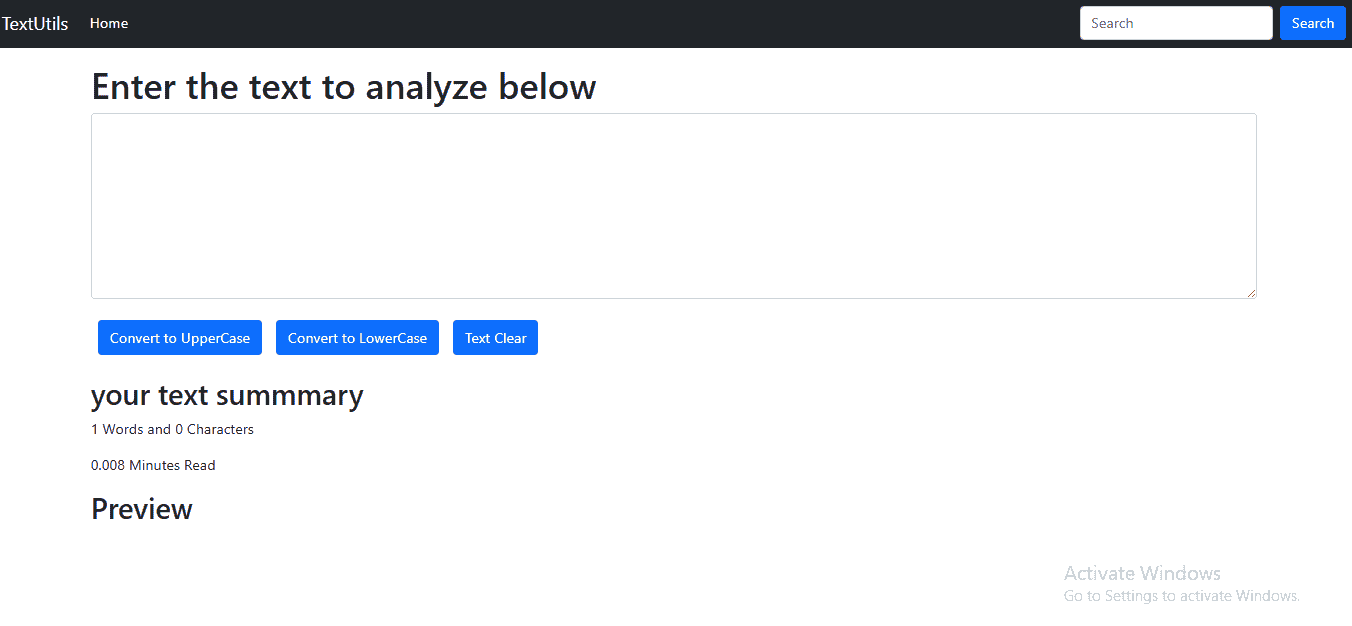 TextUtils Home Search Search
Enter the text to analyze below
Convert to UpperCase Convert to LowerCase Text Clear
your text summmary
1 Words and 0 Characters
0.008 Minutes Read
Preview
Activate Windows
Go to Settings to activate Windows.